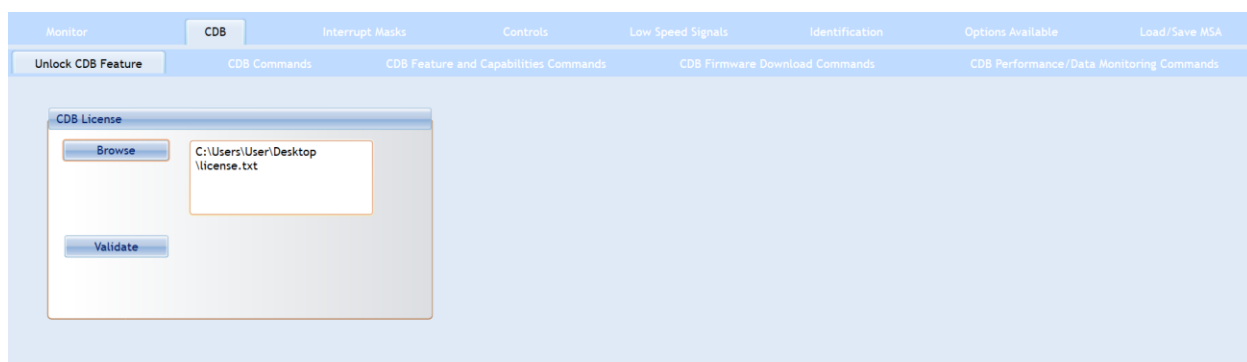 Monitor CDB Interrupt Masks Controls Low Speed Signals Identification Options Available Load/Save MSA
Unlock CDB Feature CDB Commands CDB Feature and Capabilities Commands CDB Firmware Download Commands CDB Performance/Data Monitoring Commands
CDB License
Browse
C:\Users\User\Desktop
\license.txt
Validate